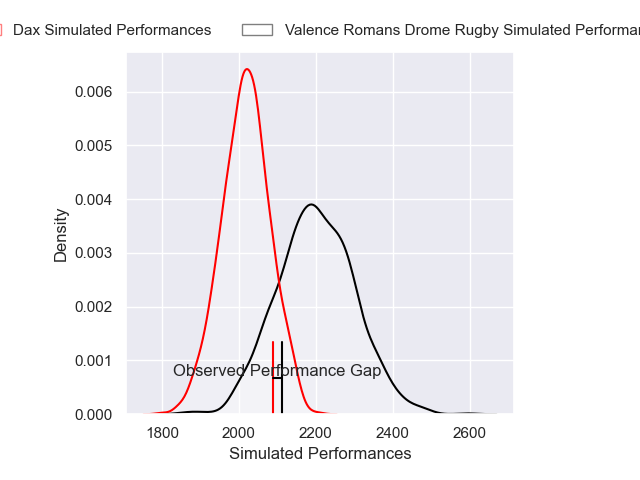 Dax Simulated Performances
Valence Romans Drome Rugby Simulated
0.006
0.005
0.004
0.003
0.002
0.001
0.000
Density
Observed Performance Gap
1800 2000 2200 2400 2600
Simulated Performances